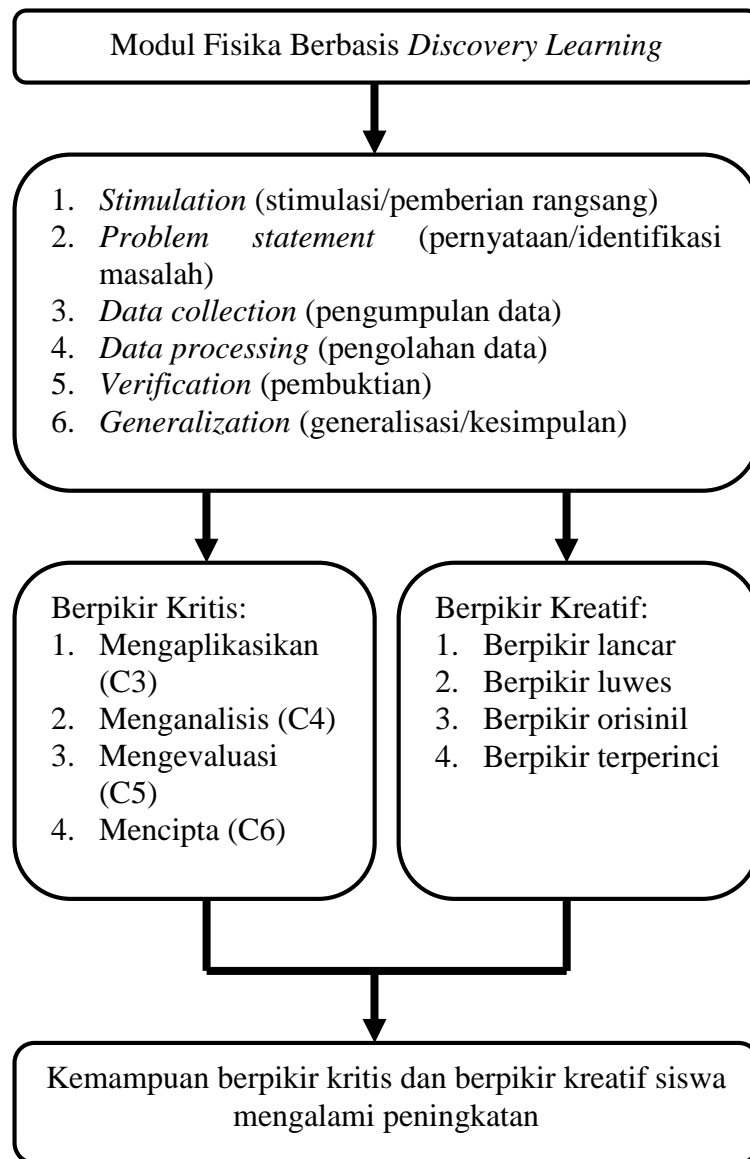 Modul Fisika Berbasis Discovery Learning
1. Stimulation (stimulasi/pemberian rangsang)
2. Problem statement (pernyataan/identifikasi
masalah)
3. Data collection (pengumpulan data)
4. Data processing (pengolahan data)
5. Verification (pembuktian)
6. Generalization (generalisasi/kesimpulan)
Berpikir Kritis:
1. Mengaplikasikan
(C3)
2. Menganalisis (C4)
3. Mengevaluasi
(C5)
4. Mencipta (C6)
Berpikir Kreatif:
1. Berpikir lancar
2. Berpikir luwes
3. Berpikir orisinil
4. Berpikir terperinci
Kemampuan berpikir kritis dan berpikir kreatif siswa
mengalami peningkatan